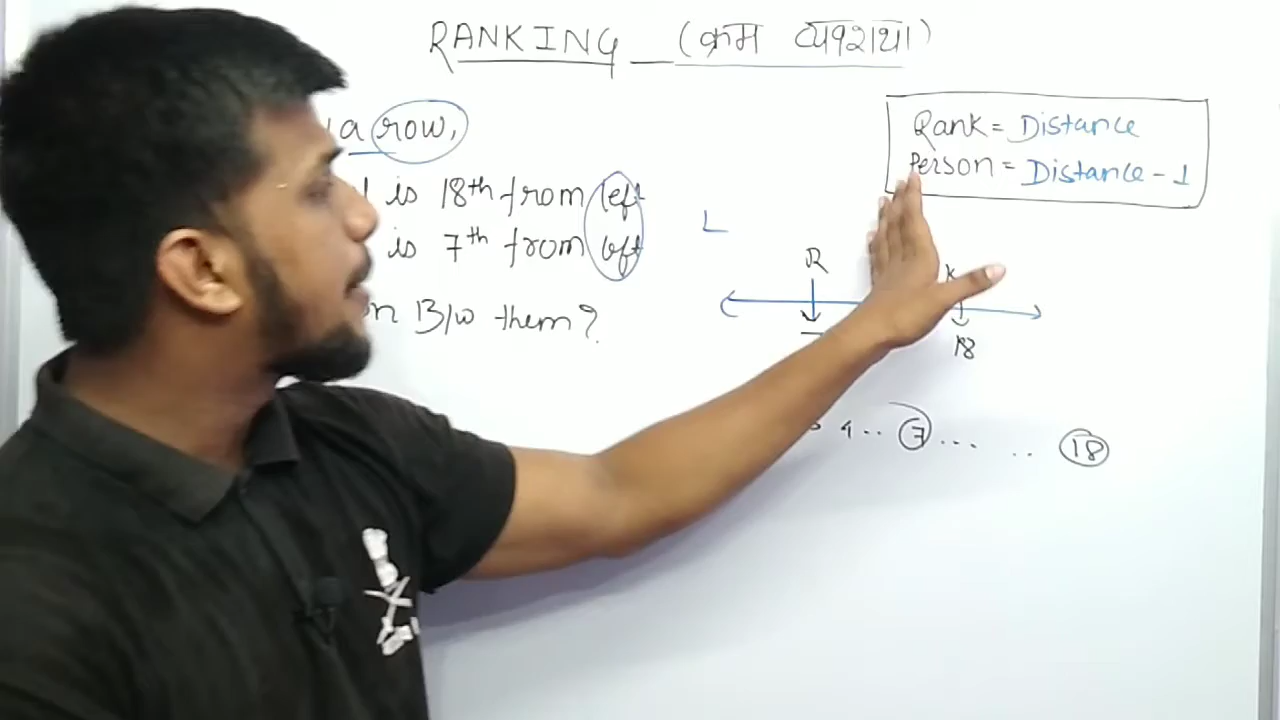 RANKING (क्रम व्यवस्था)
a row,
is 18th from left
is 7th from left
n B/w them?
Rank = Distance
Person = Distance - 1
L
R
K
18
4 .. 7 ... .. 18